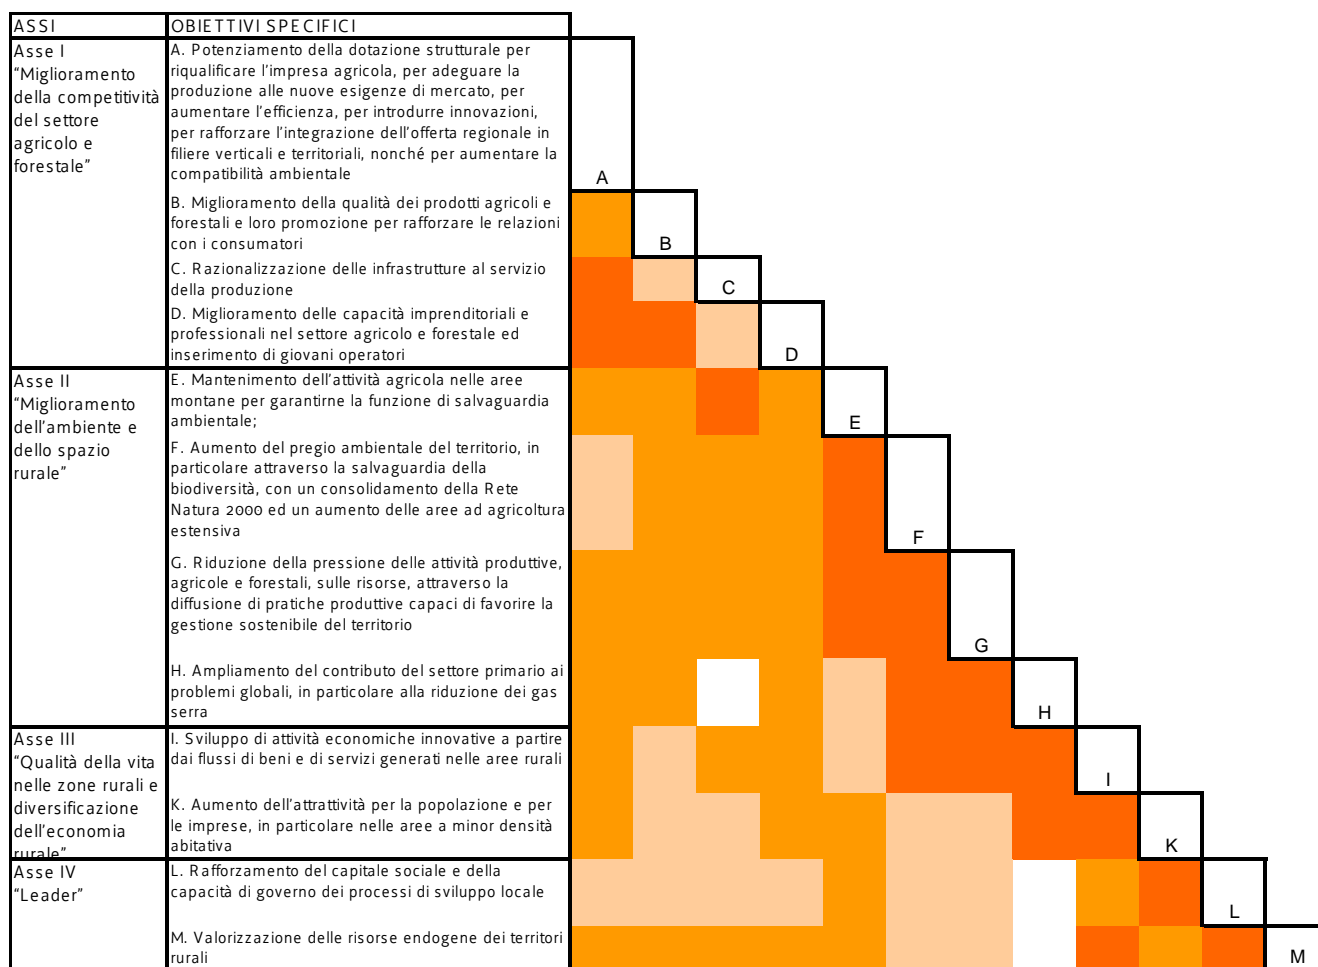 ASSI
OBIETTIVI SPECIFICI
Asse I
“Miglioramento
della competitività
del settore
agricolo e
forestale”
A. Potenziamento della dotazione strutturale per
riqualificare l’impresa agricola, per adeguare la
produzione alle nuove esigenze di mercato, per
aumentare l’efficienza, per introdurre innovazioni,
per rafforzare l’integrazione dell’offerta regionale in
filiere verticali e territoriali, nonché per aumentare la
compatibilità ambientale
A
B. Miglioramento della qualità dei prodotti agricoli e
forestali e loro promozione per rafforzare le relazioni
con i consumatori
B
C. Razionalizzazione delle infrastrutture al servizio
della produzione
C
D. Miglioramento delle capacità imprenditoriali e
professionali nel settore agricolo e forestale ed
inserimento di giovani operatori
D
Asse II
“Miglioramento
dell’ambiente e
dello spazio
rurale”
E. Mantenimento dell’attività agricola nelle aree
montane per garantirne la funzione di salvaguardia
ambientale;
E
F. Aumento del pregio ambientale del territorio, in
particolare attraverso la salvaguardia della
biodiversità, con un consolidamento della Rete
Natura 2000 ed un aumento delle aree ad agricoltura
estensiva
F
G. Riduzione della pressione delle attività produttive,
agricole e forestali, sulle risorse, attraverso la
diffusione di pratiche produttive capaci di favorire la
gestione sostenibile del territorio
G
H. Ampliamento del contributo del settore primario ai
problemi globali, in particolare alla riduzione dei gas
serra
H
Asse III
“Qualità della vita
nelle zone rurali e
diversificazione
dell’economia
rurale”
I. Sviluppo di attività economiche innovative a partire
dai flussi di beni e di servizi generati nelle aree rurali
I
K. Aumento dell’attrattività per la popolazione e per
le imprese, in particolare nelle aree a minor densità
abitativa
K
Asse IV
“Leader”
L. Rafforzamento del capitale sociale e della
capacità di governo dei processi di sviluppo locale
L
M. Valorizzazione delle risorse endogene dei territori
rurali
M